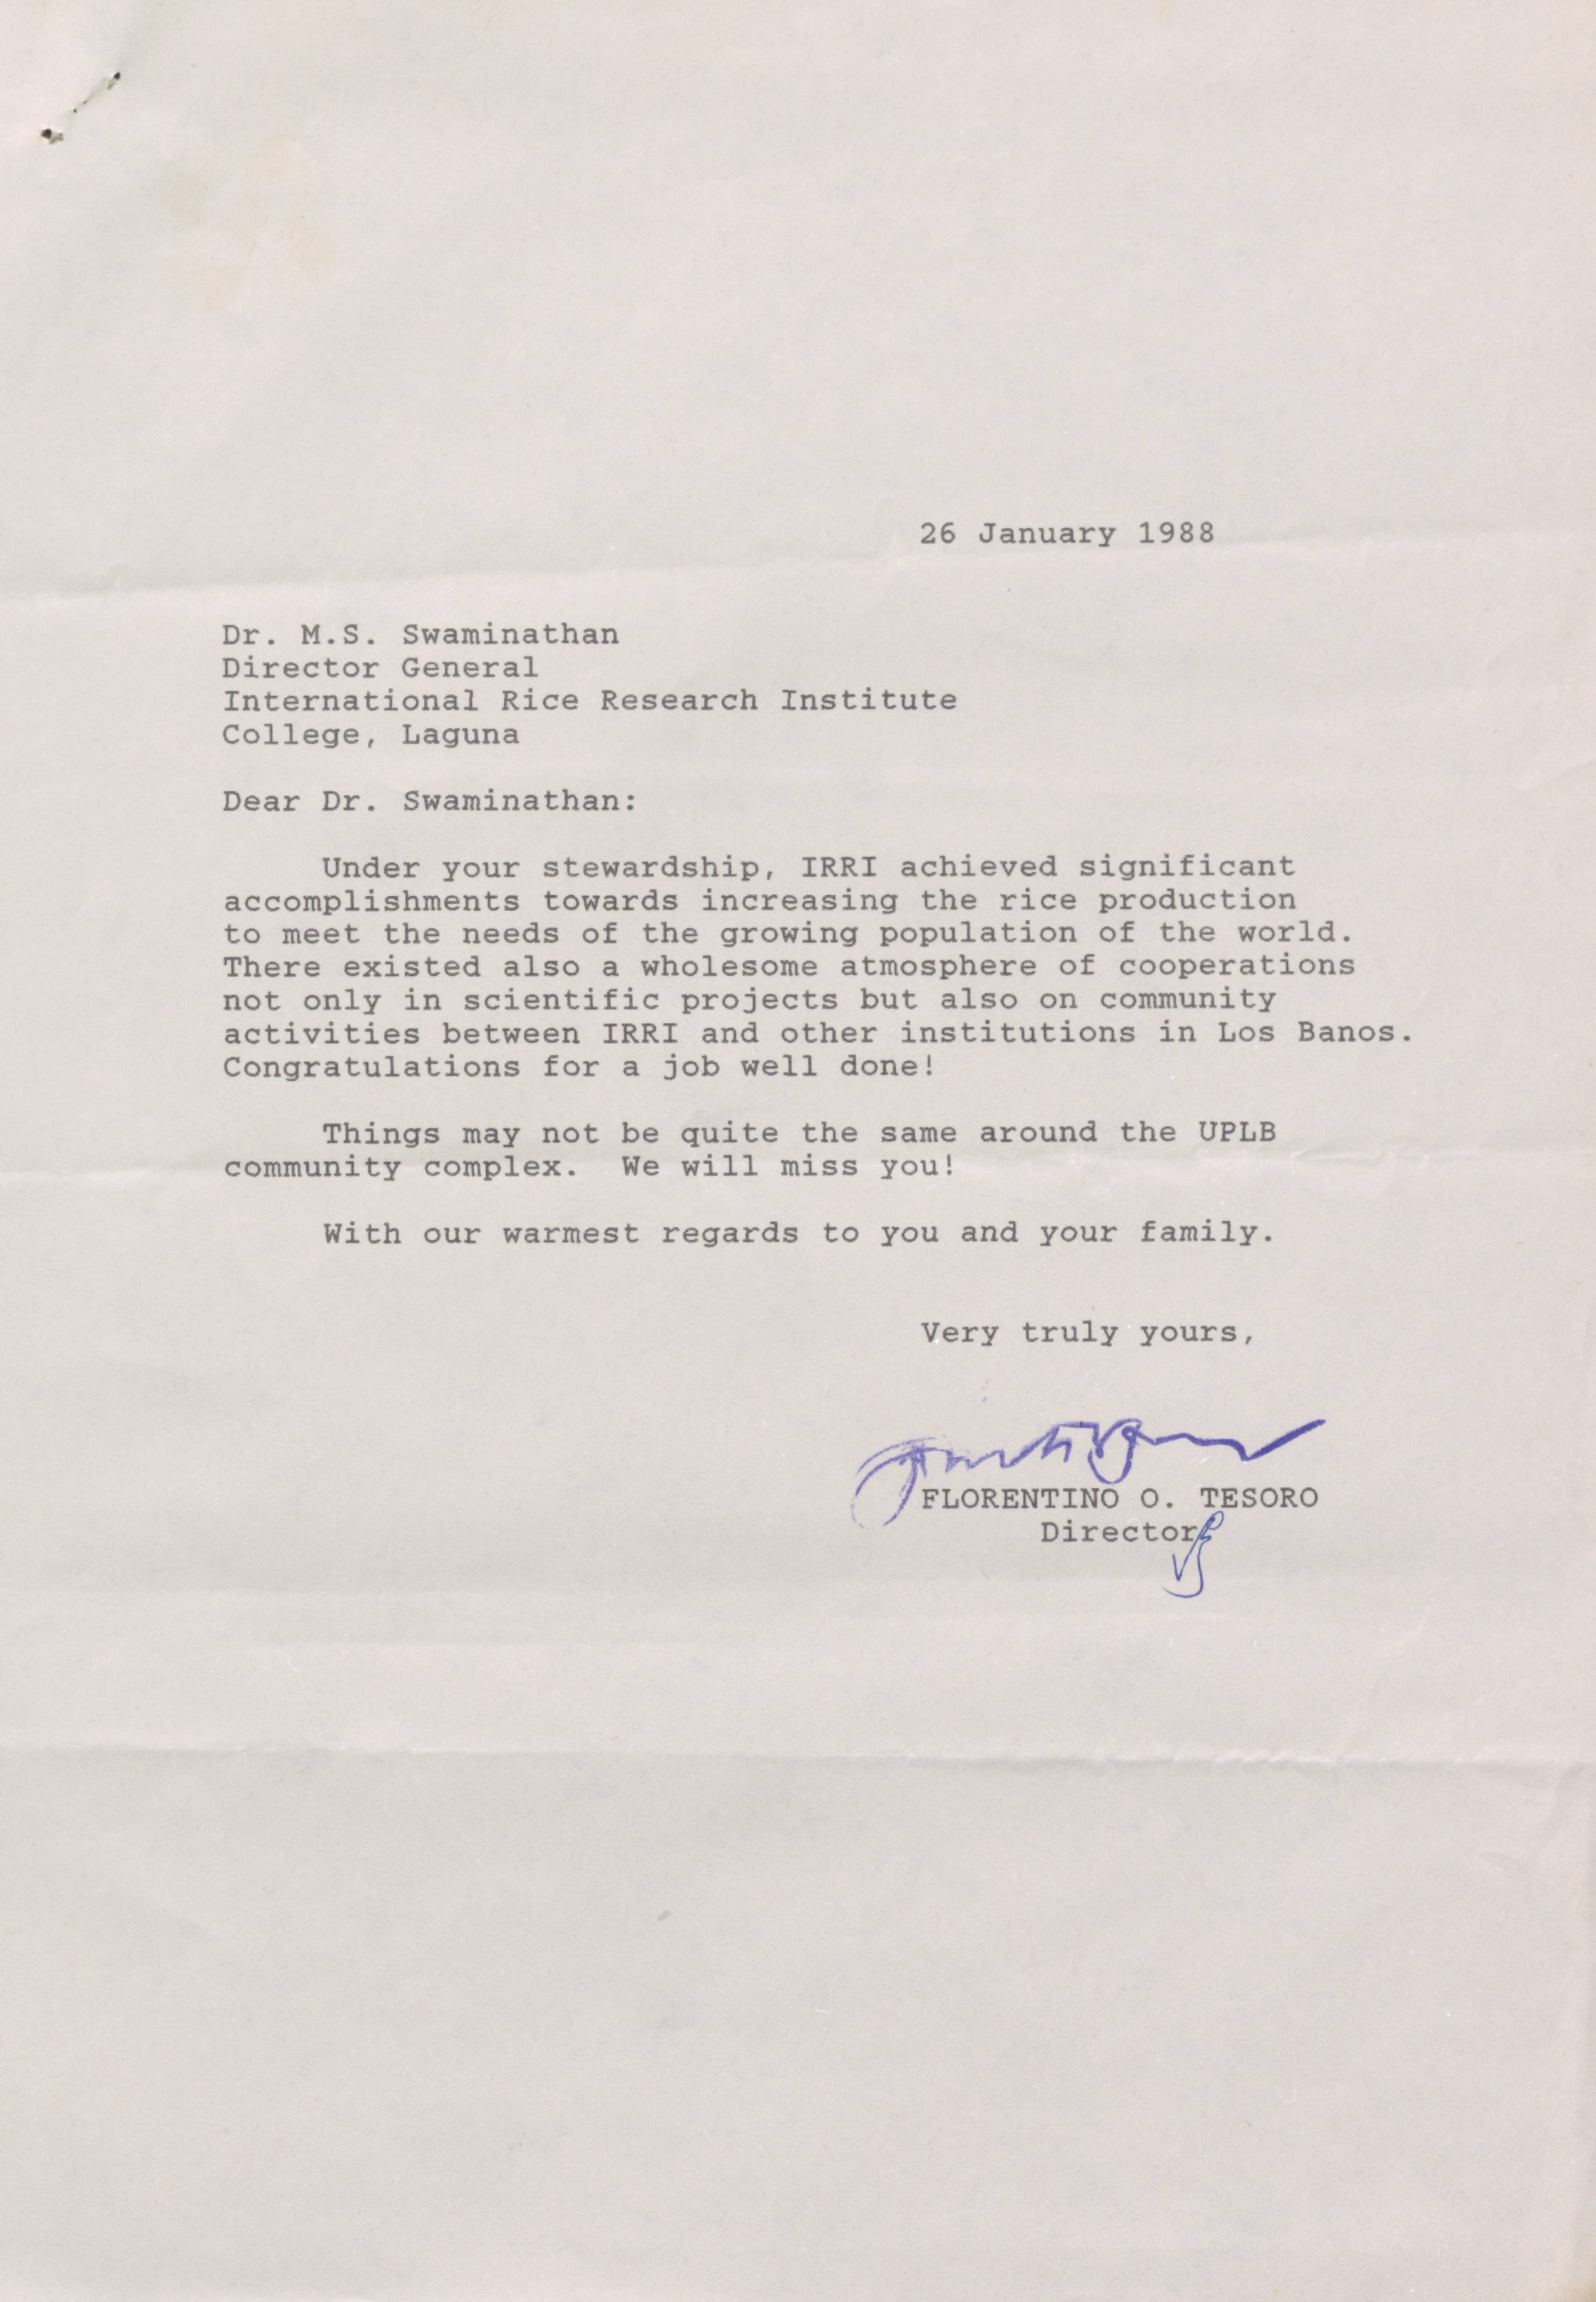 26 January 1988
Dr. M.S. Swaminathan
Director General
International Rice Research Institute
College, Laguna
Dear Dr. Swaminathan:
Under your stewardship, IRRI achieved significant
accomplishments towards increasing the rice production
to meet the needs of the growing population of the world.
There existed also a wholesome atmosphere of cooperations
not only in scientific projects but also on community
activities between IRRI and other institutions in Los Banos.
Congratulations for a job well done!
Things may not be quite the same around the UPLB
community complex.  We will miss you!
With our warmest regards to you and your family.
Very truly yours,
FLORENTINO O. TESORO
Director